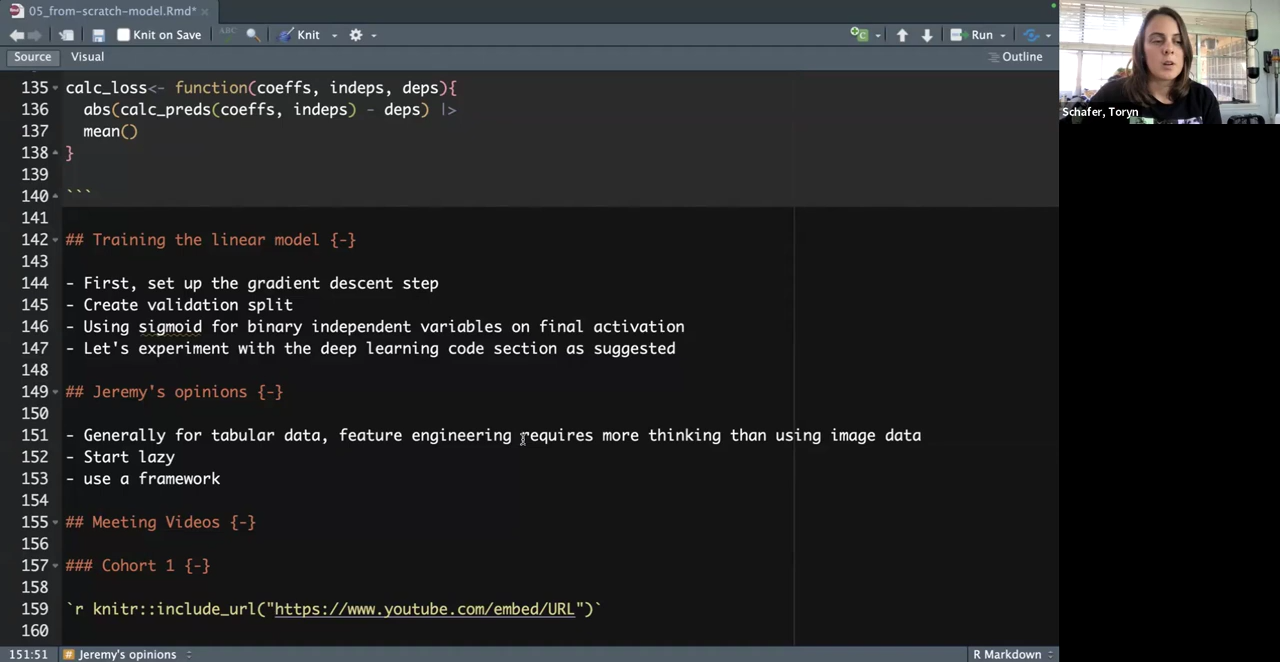 05_from-scratch-model.Rmd*
Knit on Save
ABC
Knit
Run
Source
Visual
Outline
135 calc_loss<- function(coeffs, indeps, deps){
136 abs(calc_preds(coeffs, indeps) - deps) |>
137 mean()
138 }
139
140 ```
141
142 ## Training the linear model {-}
143
144 - First, set up the gradient descent step
145 - Create validation split
146 - Using sigmoid for binary independent variables on final activation
147 - Let's experiment with the deep learning code section as suggested
148
149 ## Jeremy's opinions {-}
150
151 - Generally for tabular data, feature engineering requires more thinking than using image data
152 - Start lazy
153 - use a framework
154
155 ## Meeting Videos {-}
156
157 ### Cohort 1 {-}
158
159 `r knitr::include_url("https://www.youtube.com/embed/URL")`
160
151:51 # Jeremy's opinions
R Markdown
Schafer, Toryn